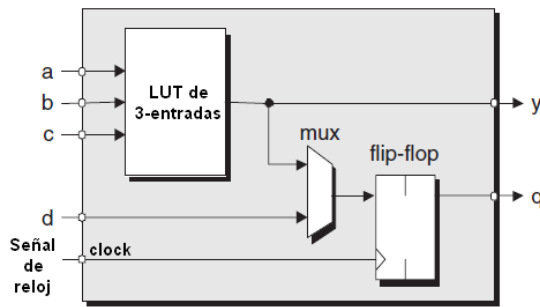 LUT de
3-entradas
a
b
c
y
mux
flip-flop
q
d
Señal
de
reloj
clock